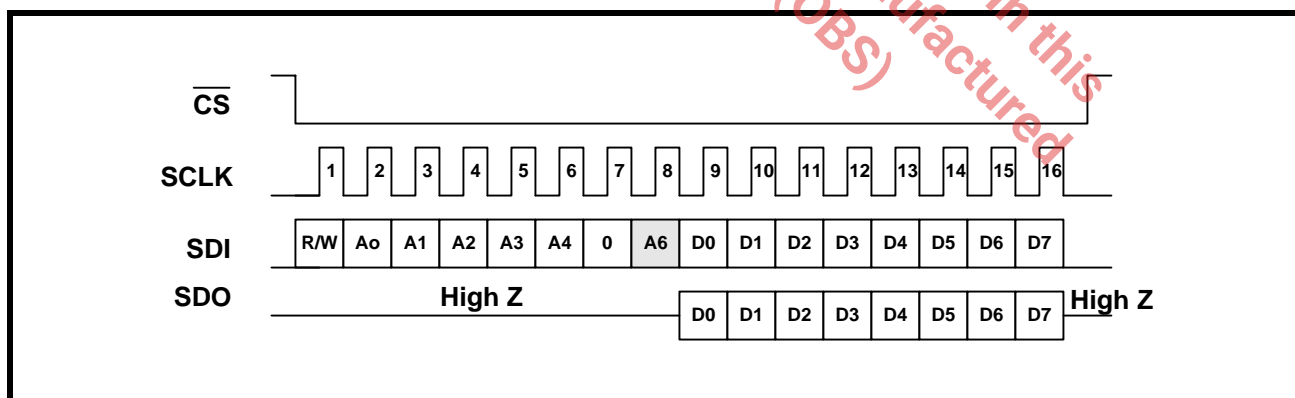 in this
nufactured
(OBS)
CS
SCLK
1 2 3 4 5 6 7 8 9 10 11 12 13 14 15 16
SDI
R/W Ao A1 A2 A3 A4 0 A6 D0 D1 D2 D3 D4 D5 D6 D7
SDO
High Z
D0 D1 D2 D3 D4 D5 D6 D7
High Z